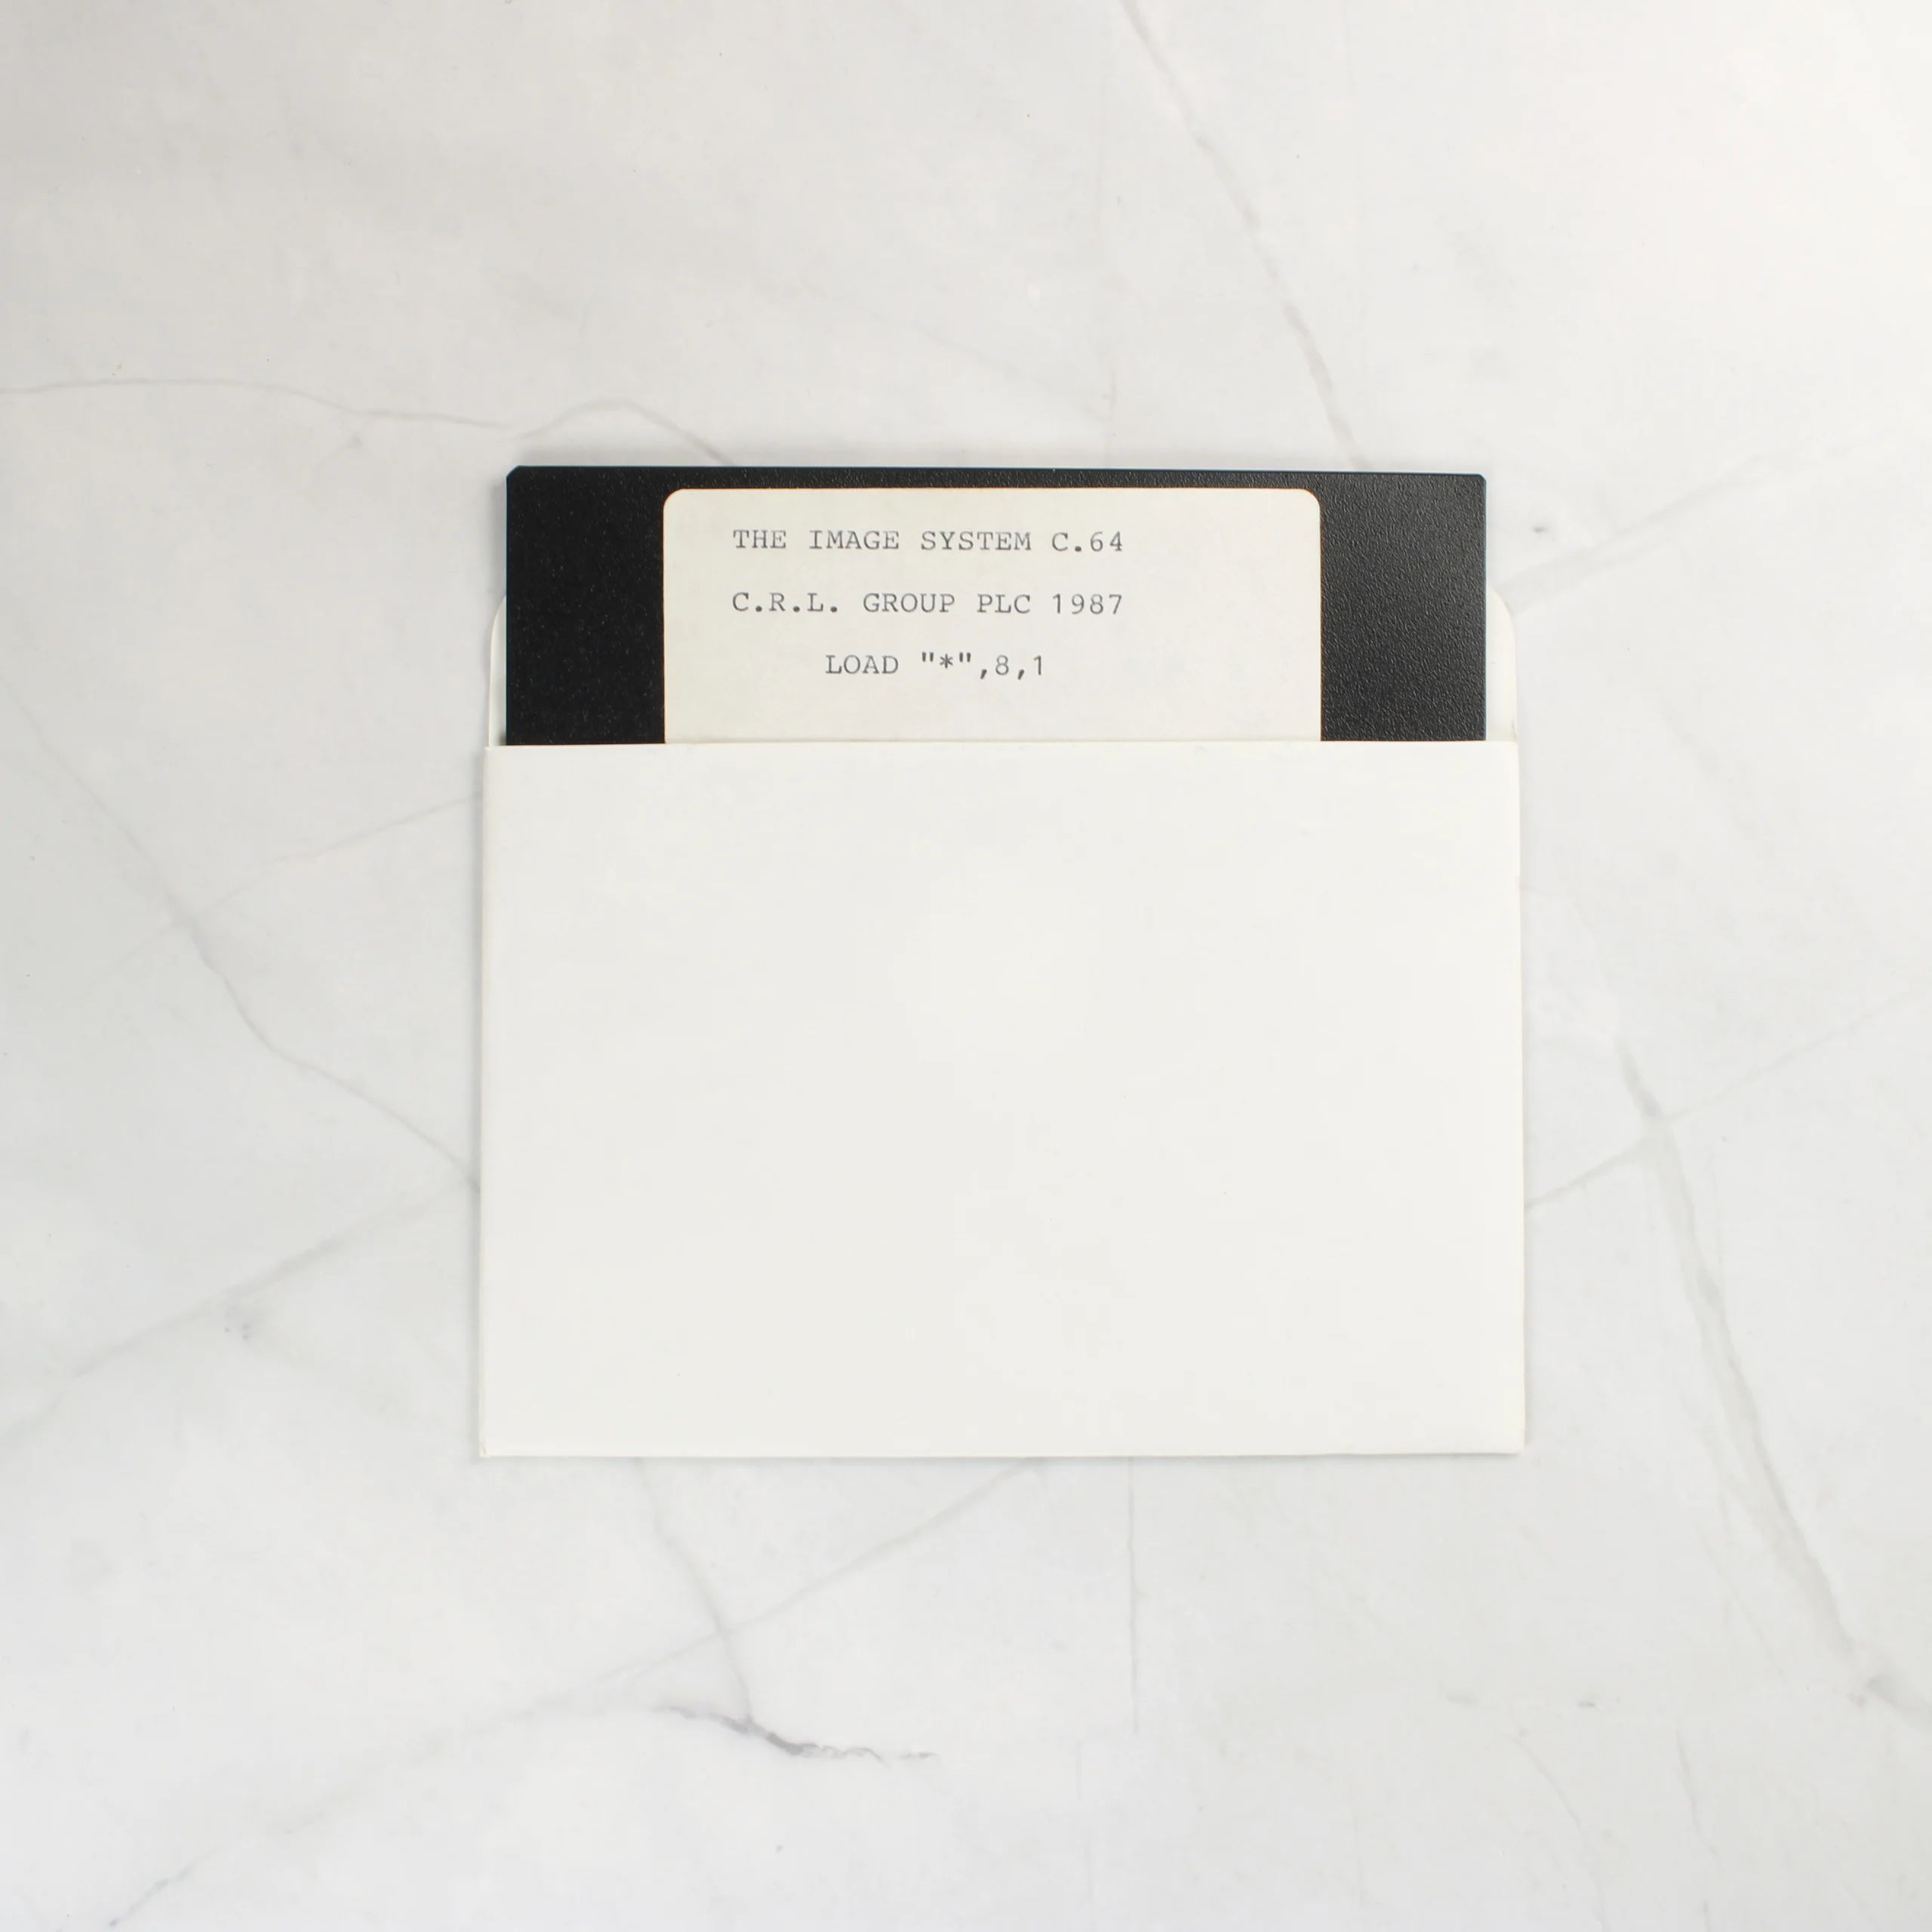 THE IMAGE SYSTEM C.64
C.R.L. GROUP PLC 1987
LOAD "*",8,1